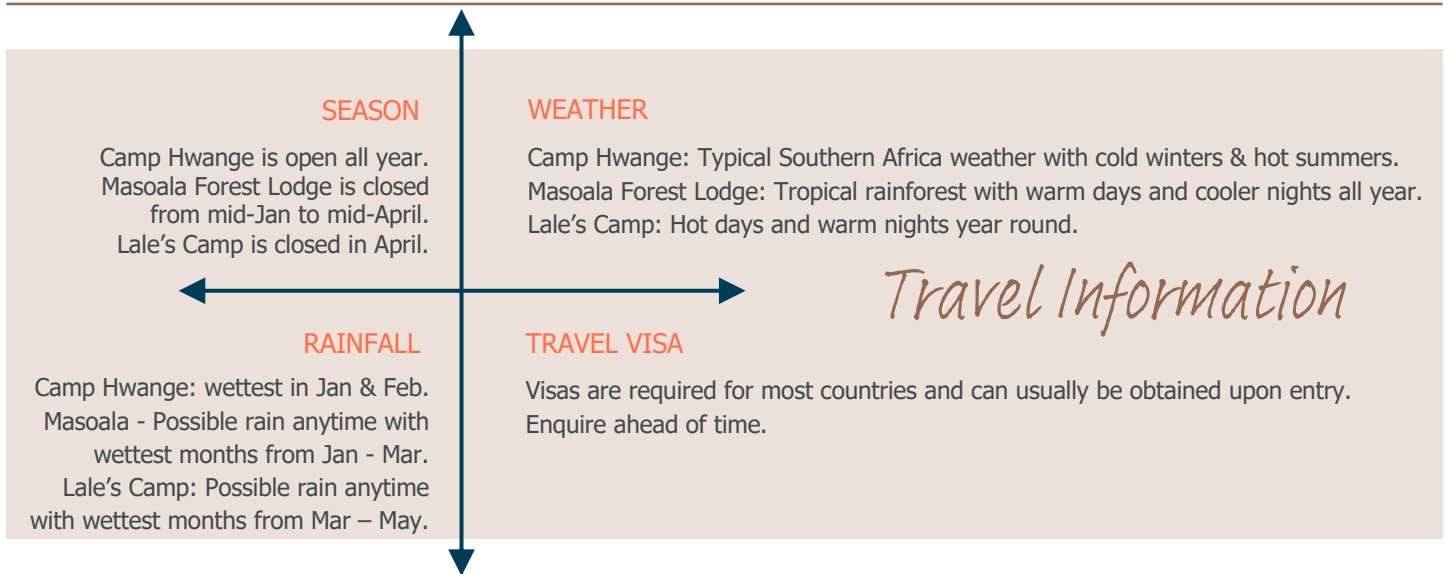 SEASON
Camp Hwange is open all year.
Masoala Forest Lodge is closed
from mid-Jan to mid-April.
Lale’s Camp is closed in April.
WEATHER
Camp Hwange: Typical Southern Africa weather with cold winters & hot summers.
Masoala Forest Lodge: Tropical rainforest with warm days and cooler nights all year.
Lale’s Camp: Hot days and warm nights year round.
Travel Information
RAINFALL
Camp Hwange: wettest in Jan & Feb.
Masoala - Possible rain anytime with
wettest months from Jan - Mar.
Lale’s Camp: Possible rain anytime
with wettest months from Mar – May.
TRAVEL VISA
Visas are required for most countries and can usually be obtained upon entry.
Enquire ahead of time.